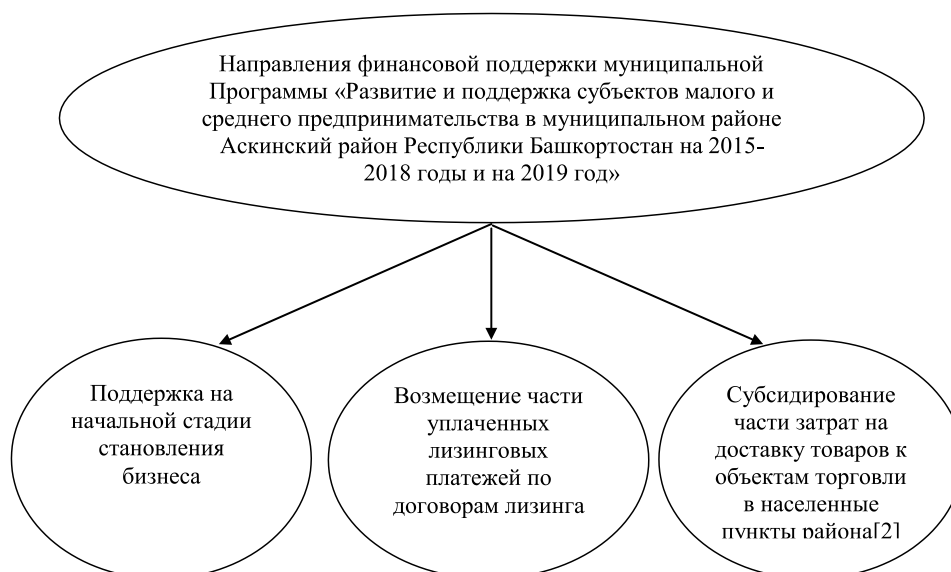 Направления финансовой поддержки муниципальной
Программы «Развитие и поддержка субъектов малого и
среднего предпринимательства в муниципальном районе
Аскинский район Республики Башкортостан на 2015-
2018 годы и на 2019 год»
Поддержка на
начальной стадии
становления
бизнеса
Возмещение части
уплаченных
лизинговых
платежей по
договорам лизинга
Субсидирование
части затрат на
доставку товаров к
объектам торговли
в населенные
пункты района[2]